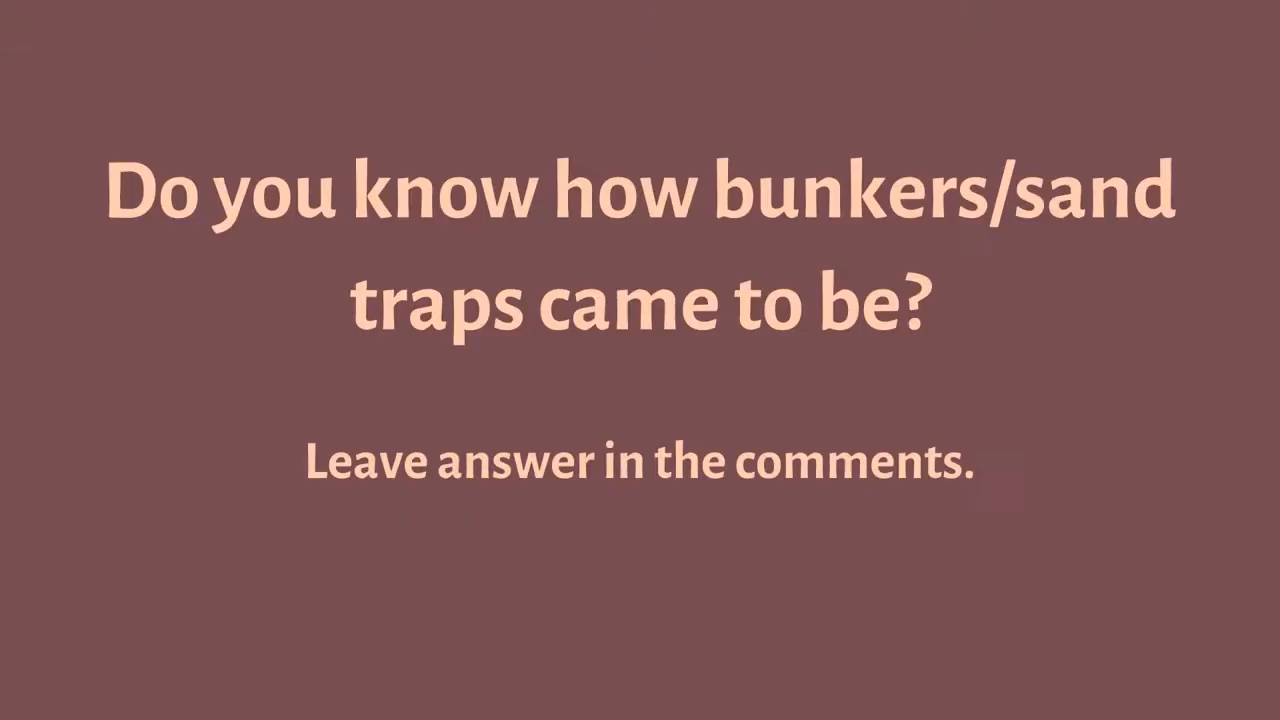 Do you know how bunkers/sand
traps came to be?
Leave answer in the comments.